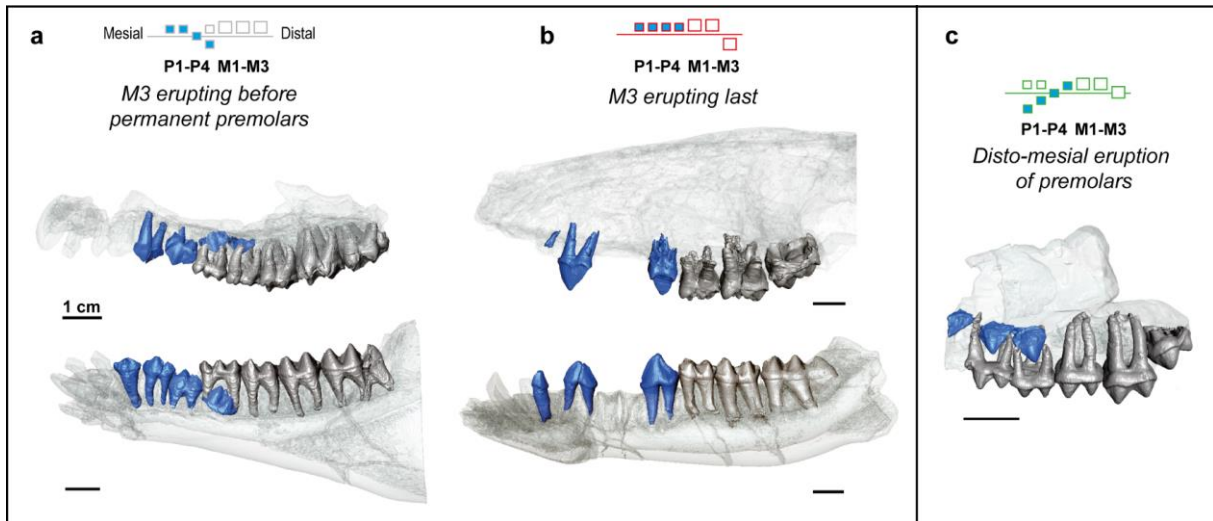 a
Mesial
Distal
P1-P4 M1-M3
M3 erupting before
permanent premolars
1 cm
b
P1-P4 M1-M3
M3 erupting last
c
P1-P4 M1-M3
Disto-mesial eruption
of premolars